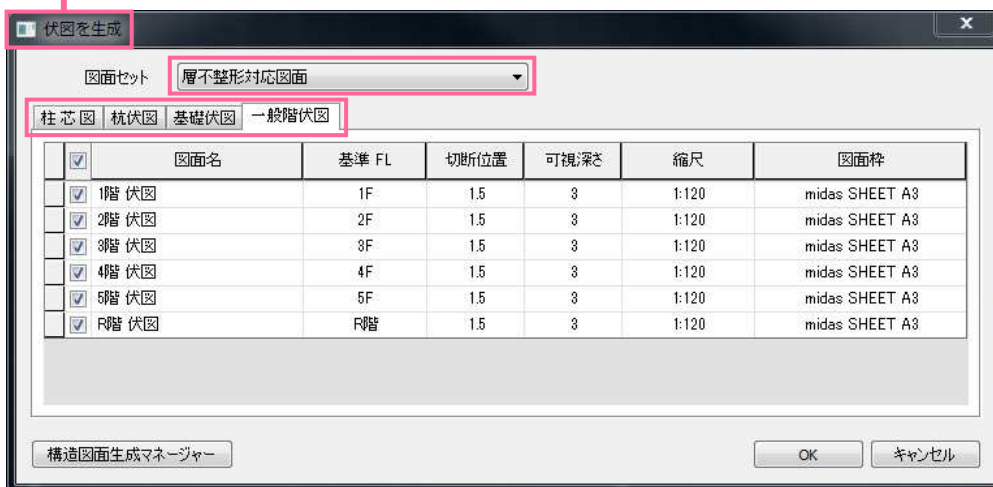 伏図を生成 x
図面セット 層不整形対応図面
柱芯図 杭伏図 基礎伏図 一般階伏図
図面名 基準 FL 切断位置 可視深さ 縮尺 図面枠
1階 伏図 1F 1.5 3 1:120 midas SHEET A3
2階 伏図 2F 1.5 3 1:120 midas SHEET A3
3階 伏図 3F 1.5 3 1:120 midas SHEET A3
4階 伏図 4F 1.5 3 1:120 midas SHEET A3
5階 伏図 5F 1.5 3 1:120 midas SHEET A3
R階 伏図 R階 1.5 3 1:120 midas SHEET A3
構造図面生成マネージャー OK キャンセル